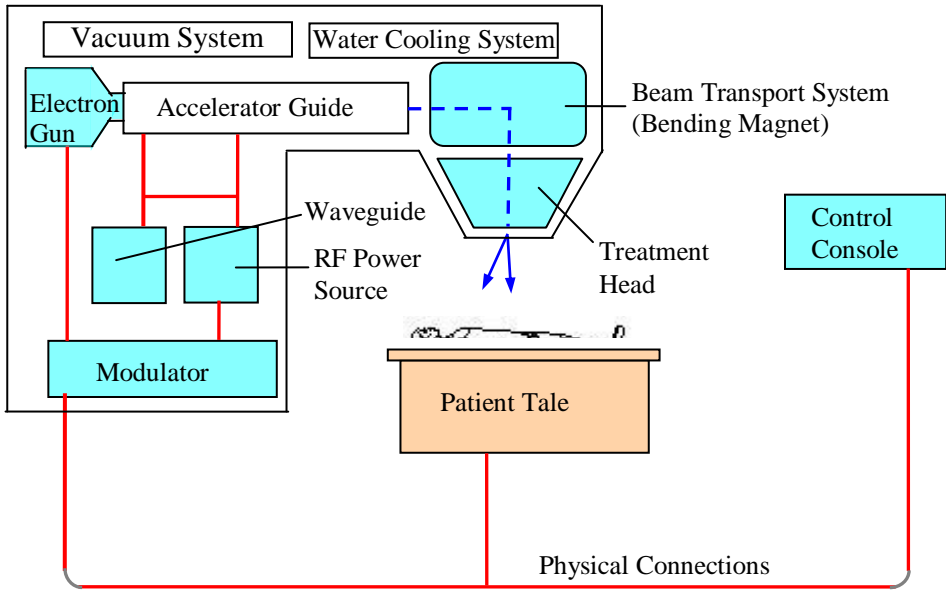 Vacuum System
Water Cooling System
Electron
Gun
Accelerator Guide
Beam Transport System
(Bending Magnet)
Waveguide
RF Power
Source
Treatment
Head
Control
Console
Modulator
Patient Tale
Physical Connections